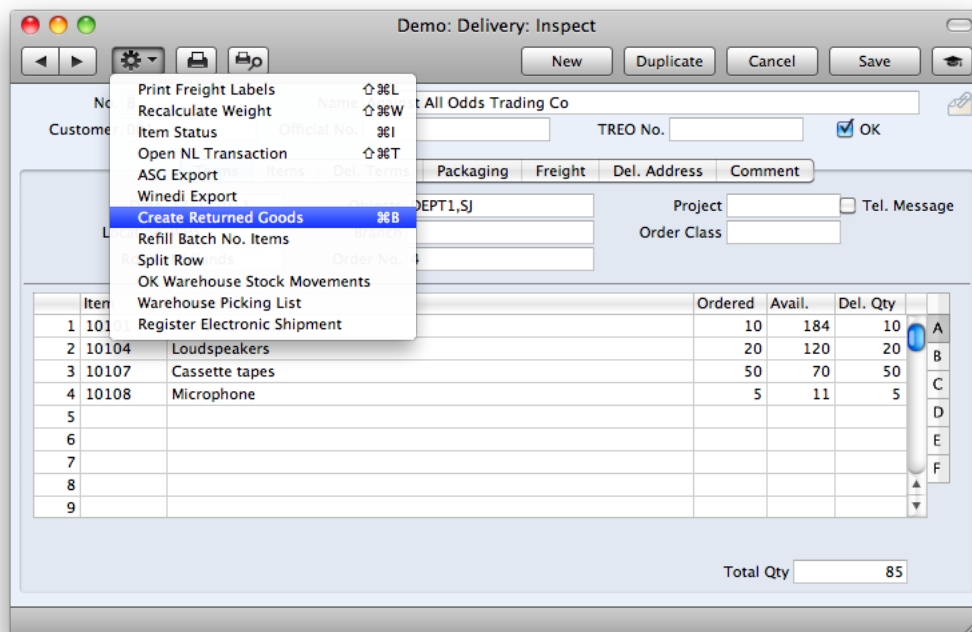 Demo: Delivery: Inspect
New Duplicate Cancel Save
Print Freight Labels ⇧⌘L
Recalculate Weight ⇧⌘W
Item Status ⌘I
Open NL Transaction ⇧⌘T
ASG Export
Winedi Export
Create Returned Goods ⌘B
Refill Batch No. Items
Split Row
OK Warehouse Stock Movements
Warehouse Picking List
Register Electronic Shipment
No. Name All Odds Trading Co
Customer Official No. TREO No. OK
Items Del. Terms Packaging Freight Del. Address Comment
DEPT1,SJ Project Tel. Message
Order Class
Order No. 4
Item Ordered Avail. Del. Qty
1 10 184 10 A
2 10104 Loudspeakers 20 120 20 B
3 10107 Cassette tapes 50 70 50 C
4 10108 Microphone 5 11 5 D
5 E
6 F
7
8
9
Total Qty 85